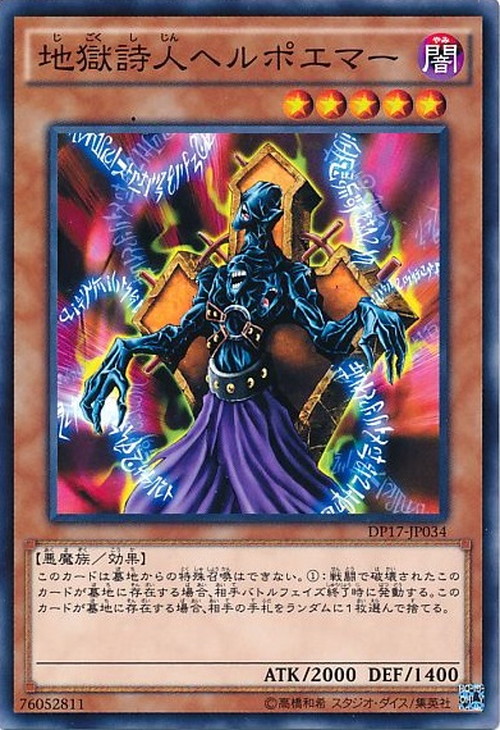 じごくしじん
地獄詩人ヘルポエマー
やみ
闇
DP17-JP034
【悪魔族／効果】
このカードは墓地からの特殊召喚はできない。①：戦闘で破壊されたこの
カードが墓地に存在する場合、相手バトルフェイズ終了時に発動する。この
カードが墓地に存在する場合、相手の手札をランダムに1枚選んで捨てる。
ATK/2000 DEF/1400
76052811
©高橋和希 スタジオ・ダイス/集英社